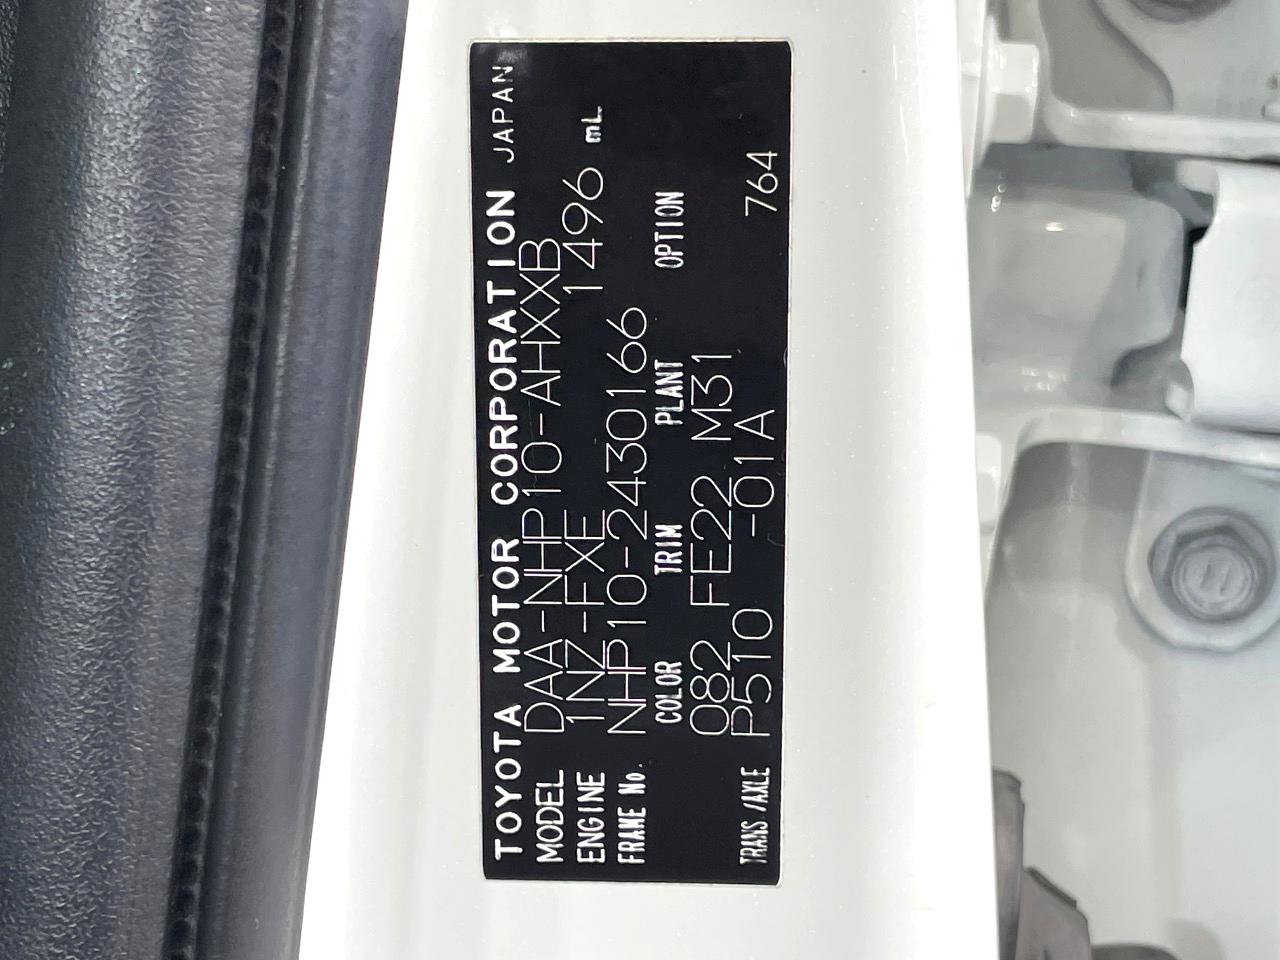 TOYOTA MOTOR CORPORATION JAPAN
MODEL DAA-NHP10-AHXXB
ENGINE 1NZ-FXE 1496 mL
FRAME No. NHP10-2430166
COLOR TRIM PLANT OPTION
082 FE22 M31
TRANS/AXLE P510 -01A 764